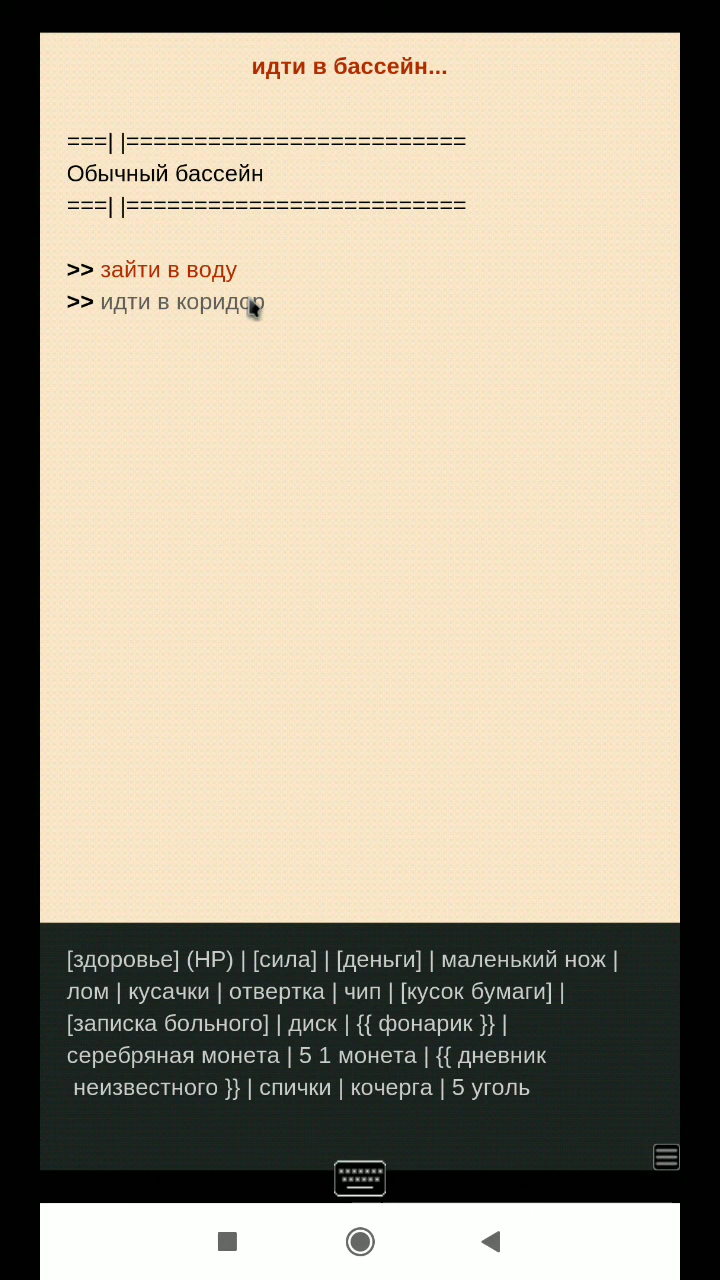 идти в бассейн...
===| |=========================
Обычный бассейн
===| |=========================
>> зайти в воду
>> идти в коридор
[здоровье] (HP) | [сила] | [деньги] | маленький нож |
лом | кусачки | отвертка | чип | [кусок бумаги] |
[записка больного] | диск | {{ фонарик }} |
серебряная монета | 5 1 монета | {{ дневник
неизвестного }} | спички | кочерга | 5 уголь